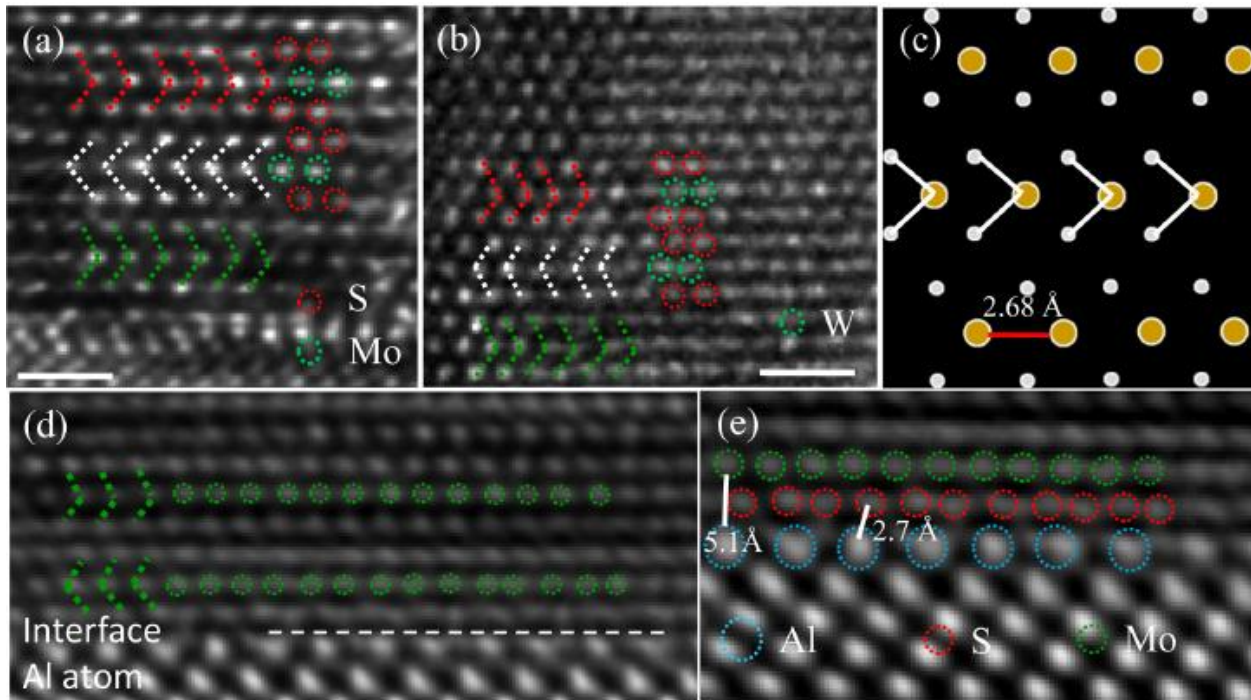 (a)
S
Mo
(b)
W
(c)
2.68 Å
(d)
Interface
Al atom
(e)
5.1Å
2.7 Å
Al
S
Mo